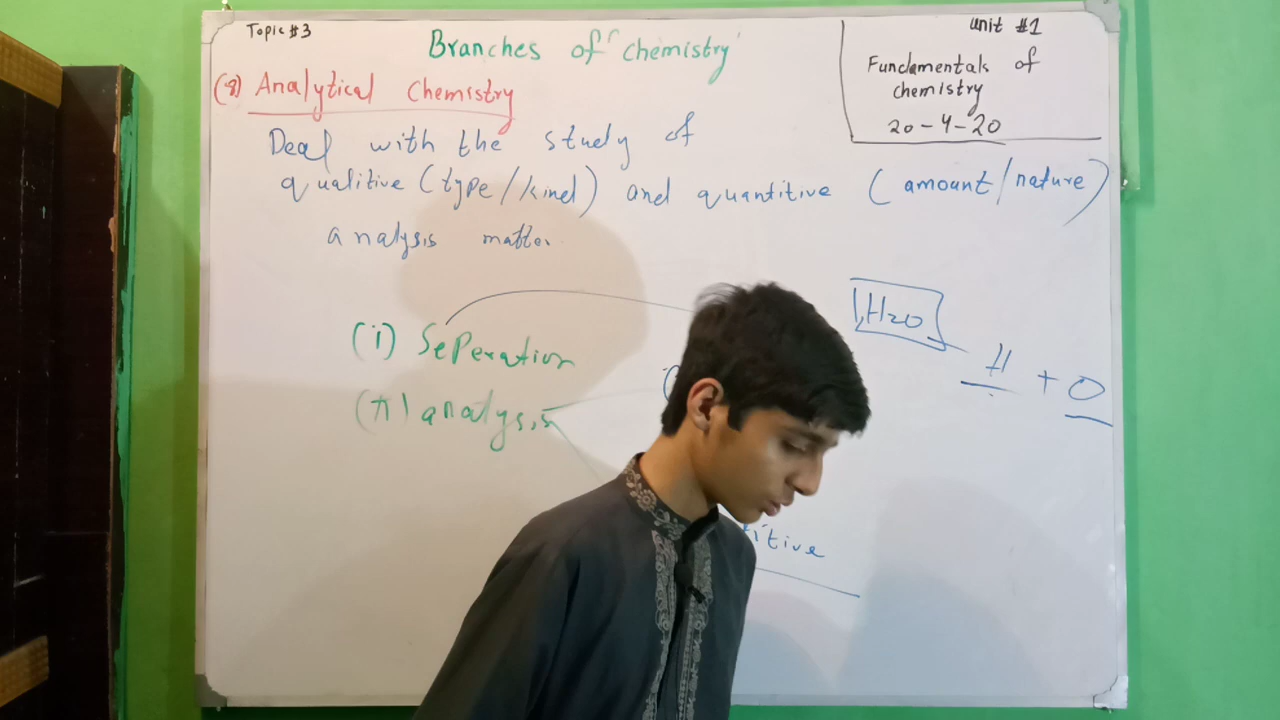 Topic #3
Branches of "chemistry"
unit #1
Fundamentals of
chemistry
20-4-20
(8) Analytical chemistry
Deal with the study of
qualitive (type/kind) and quantitive (amount/nature)
analysis matter
H2O
H + O
(i) SePeration
(ii) analysis
titive